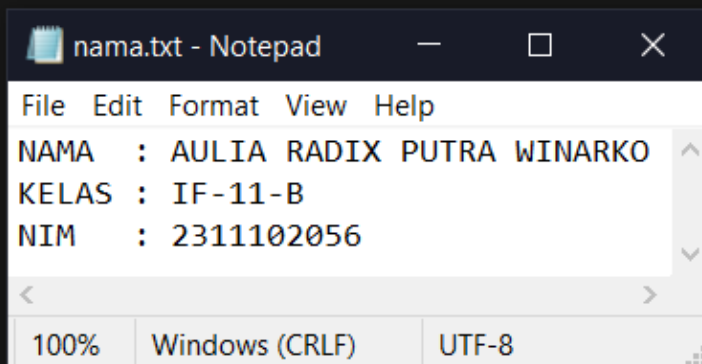 nama.txt - Notepad
File Edit Format View Help
NAMA  : AULIA RADIX PUTRA WINARKO
KELAS : IF-11-B
NIM   : 2311102056
100% Windows (CRLF) UTF-8